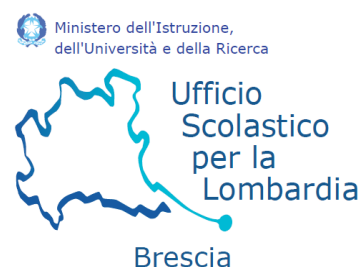 Ministero dell'Istruzione,
dell'Università e della Ricerca
Ufficio
Scolastico
per la
Lombardia
Brescia